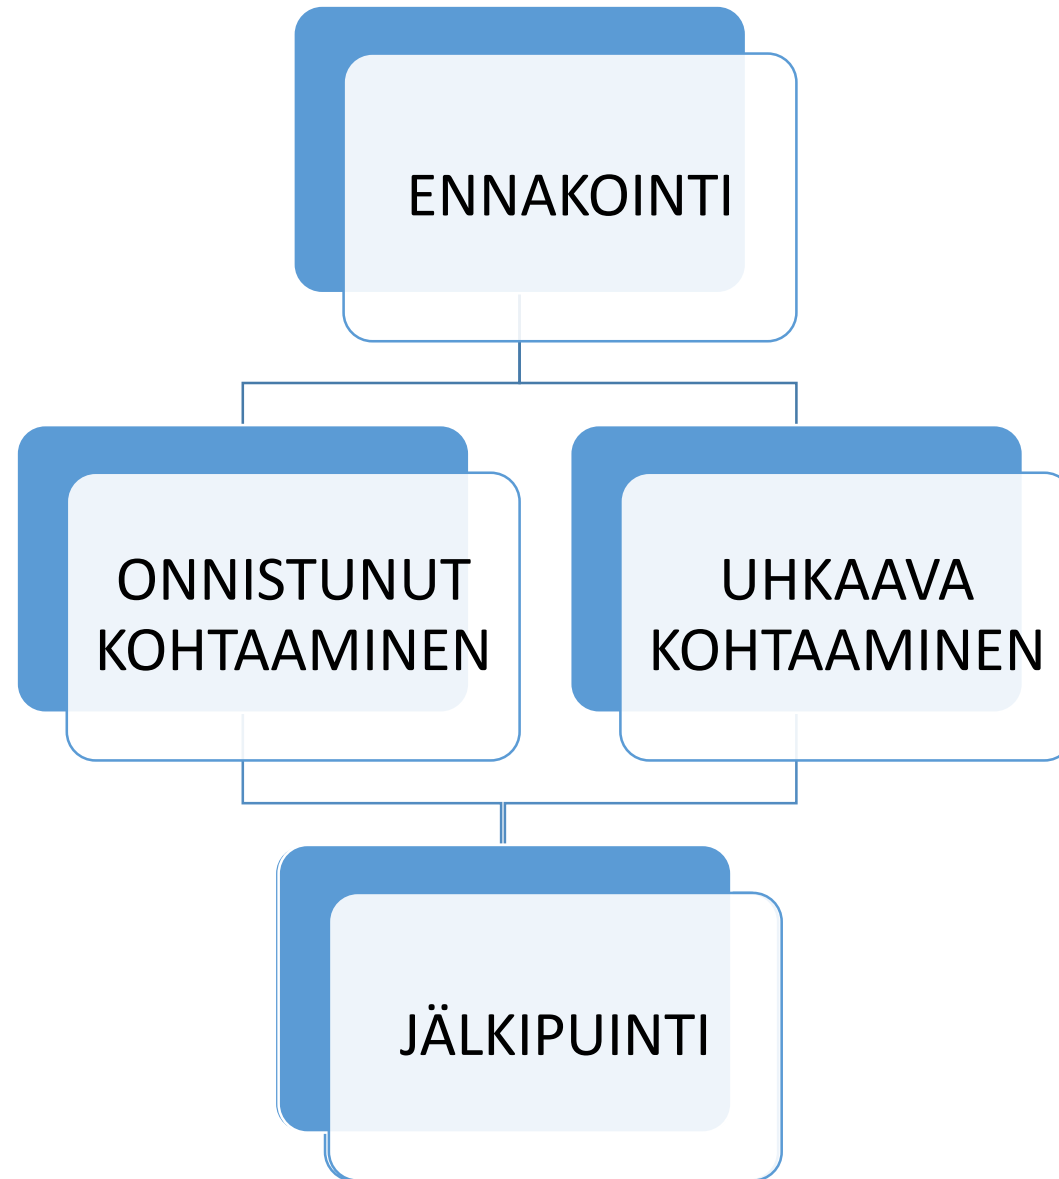 ENNAKOINTI
ONNISTUNUT
KOHTAAMINEN
UHKAAVA
KOHTAAMINEN
JÄLKIPUINTI